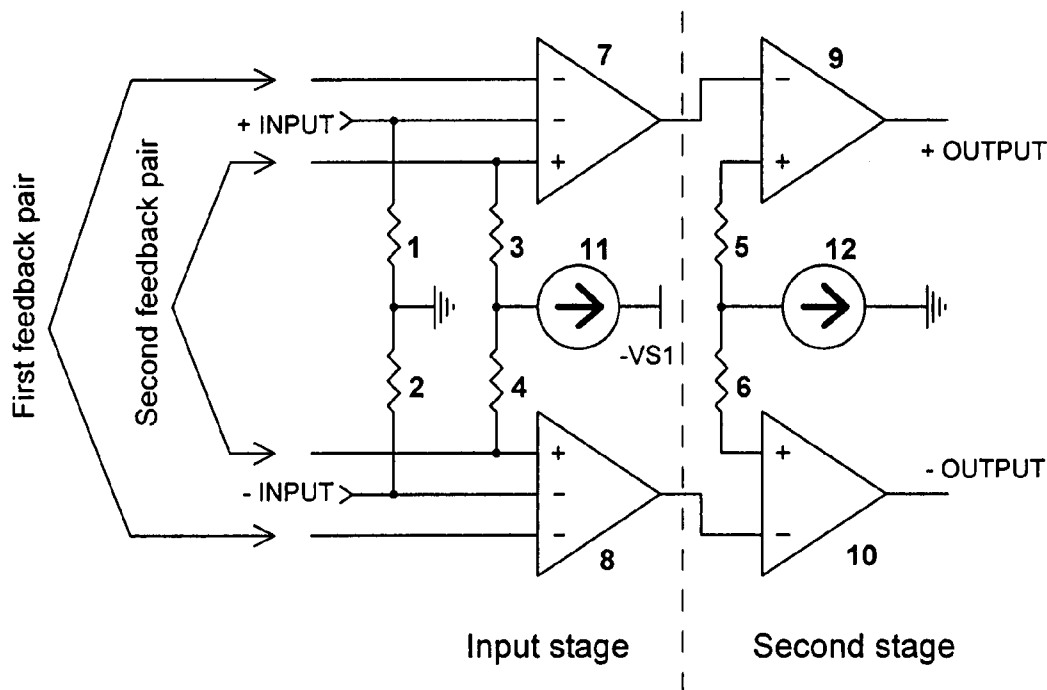 First feedback pair
Second feedback pair
+ INPUT
- INPUT
7
−
−
+
9
−
+
+ OUTPUT
1
3
11
5
12
-VS1
2
4
6
+
−
−
8
+
−
10
- OUTPUT
Input stage
Second stage